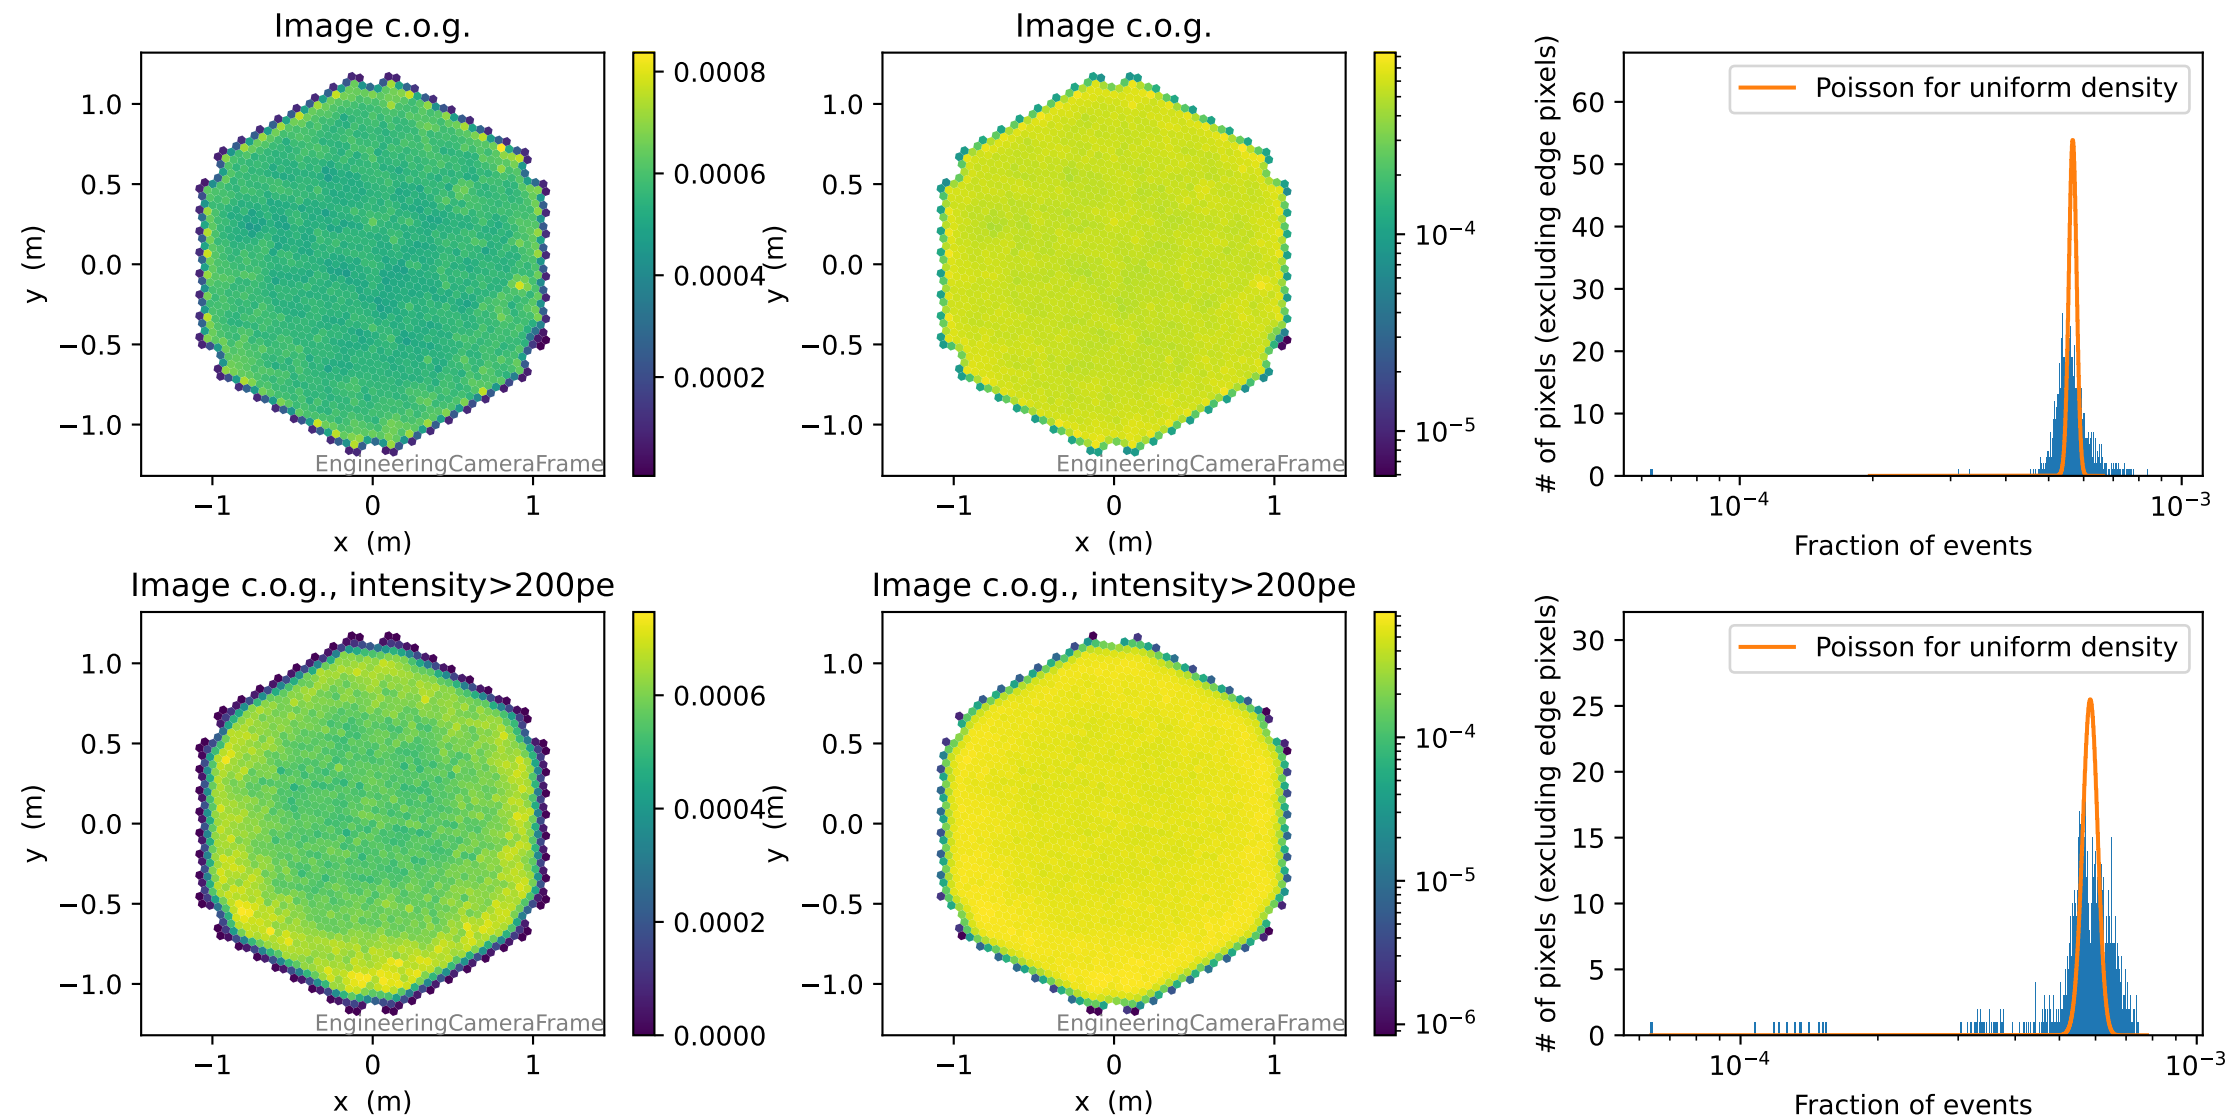 Image c.o.g.
y (m)
1.0
0.5
0.0
−0.5
−1.0
EngineeringCameraFrame
−1 0 1
x (m)
0.0008
0.0006
0.0004
0.0002
Image c.o.g.
y (m)
1.0
0.5
0.0
−0.5
−1.0
EngineeringCameraFrame
−1 0 1
x (m)
10−4
10−5
# of pixels (excluding edge pixels)
60
50
40
30
20
10
0
Poisson for uniform density
10−4 10−3
Fraction of events
Image c.o.g., intensity>200pe
y (m)
1.0
0.5
0.0
−0.5
−1.0
EngineeringCameraFrame
−1 0 1
x (m)
0.0006
0.0004
0.0002
0.0000
Image c.o.g., intensity>200pe
y (m)
1.0
0.5
0.0
−0.5
−1.0
EngineeringCameraFrame
−1 0 1
x (m)
10−4
10−5
10−6
# of pixels (excluding edge pixels)
30
25
20
15
10
5
0
Poisson for uniform density
10−4 10−3
Fraction of events